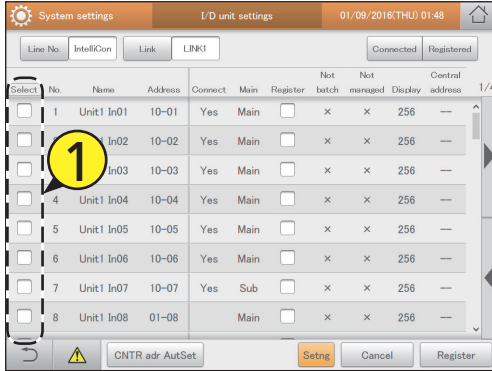 System settings I/D unit settings 01/09/2016(THU) 01:48
Line No. IntelliCon Link LINK1 Connected Registered
Select No. Name Address Connect Main Register Not batch Not managed Display Central address 1/4
1 Unit1 In01 10-01 Yes Main × × 256 --
In02 10-02 Yes Main × × 256 --
1 In03 10-03 Yes Main × × 256 --
4 Unit1 In04 10-04 Yes Main × × 256 --
5 Unit1 In05 10-05 Yes Main × × 256 --
6 Unit1 In06 10-06 Yes Main × × 256 --
7 Unit1 In07 10-07 Yes Sub × × 256 --
8 Unit1 In08 01-08 Main × × 256 --
CNTR adr AutSet Setng Cancel Register